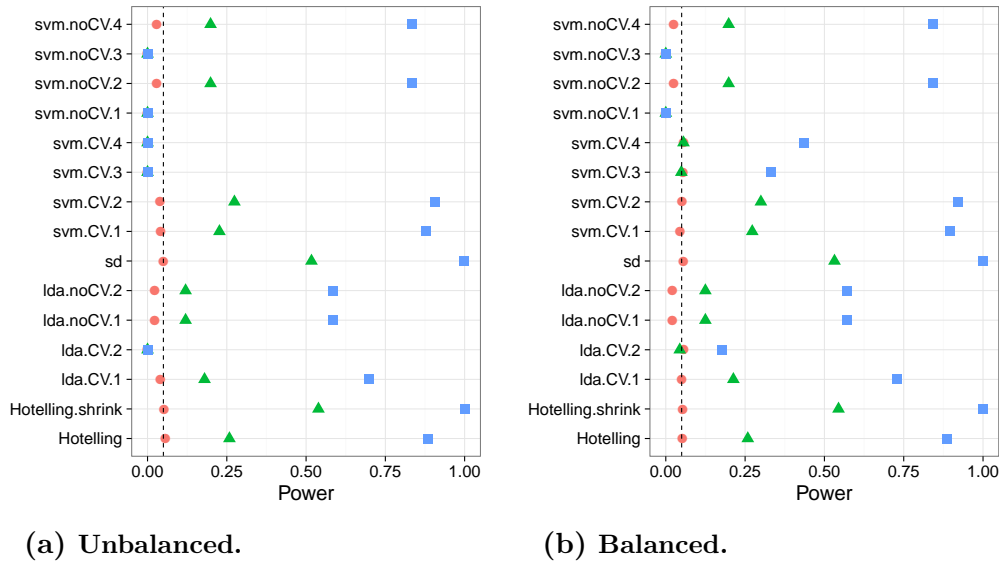 svm.noCV.4
svm.noCV.3
svm.noCV.2
svm.noCV.1
svm.CV.4
svm.CV.3
svm.CV.2
svm.CV.1
sd
lda.noCV.2
lda.noCV.1
lda.CV.2
lda.CV.1
Hotelling.shrink
Hotelling
0.00 0.25 0.50 0.75 1.00
Power
(a) Unbalanced.
svm.noCV.4
svm.noCV.3
svm.noCV.2
svm.noCV.1
svm.CV.4
svm.CV.3
svm.CV.2
svm.CV.1
sd
lda.noCV.2
lda.noCV.1
lda.CV.2
lda.CV.1
Hotelling.shrink
Hotelling
0.00 0.25 0.50 0.75 1.00
Power
(b) Balanced.